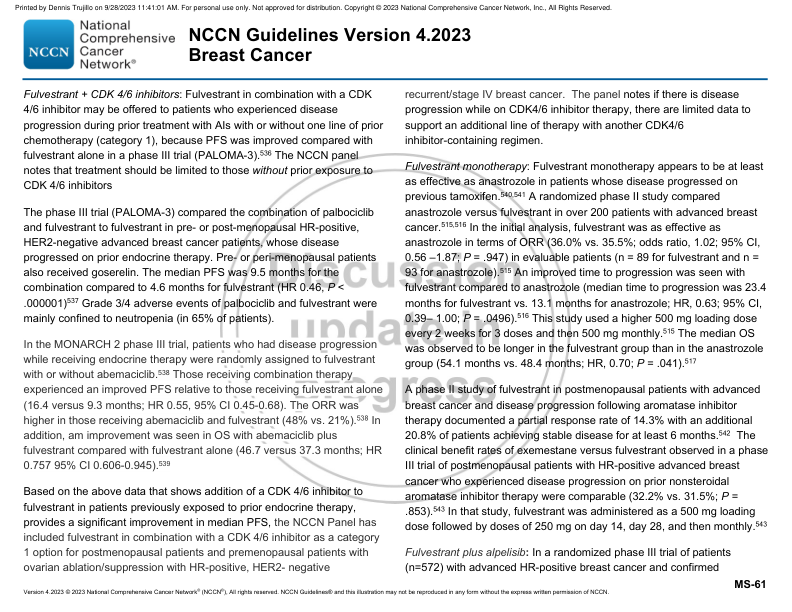 Printed by Dennis Trujillo on 9/28/2023 11:41:01 AM. For personal use only. Not approved for distribution. Copyright © 2023 National Comprehensive Cancer Network, Inc., All Rights Reserved.
NCCN
National
Comprehensive
Cancer
Network®
NCCN Guidelines Version 4.2023
Breast Cancer
Fulvestrant + CDK 4/6 inhibitors: Fulvestrant in combination with a CDK
4/6 inhibitor may be offered to patients who experienced disease
progression during prior treatment with AIs with or without one line of prior
chemotherapy (category 1), because PFS was improved compared with
fulvestrant alone in a phase III trial (PALOMA-3).536 The NCCN panel
notes that treatment should be limited to those without prior exposure to
CDK 4/6 inhibitors
The phase III trial (PALOMA-3) compared the combination of palbociclib
and fulvestrant to fulvestrant in pre- or post-menopausal HR-positive,
HER2-negative advanced breast cancer patients, whose disease
progressed on prior endocrine therapy. Pre- or perimenopausal patients
also received goserelin. The median PFS was 9.5 months for the
combination compared to 4.6 months for fulvestrant (HR 0.46, P <
.000001)537 Grade 3/4 adverse events of palbociclib and fulvestrant were
mainly confined to neutropenia (in 65% of patients).
In the MONARCH 2 phase III trial, patients who had disease progression
while receiving endocrine therapy were randomly assigned to fulvestrant
with or without abemaciclib.538 Those receiving combination therapy
experienced an improved PFS relative to those receiving fulvestrant alone
(16.4 versus 9.3 months; HR 0.55, 95% CI 0.45-0.68). The ORR was
higher in those receiving abemaciclib and fulvestrant (48% vs. 21%).538 In
addition, am improvement was seen in OS with abemaciclib plus
fulvestrant compared with fulvestrant alone (46.7 versus 37.3 months; HR
0.757 95% CI 0.606-0.945).539
Based on the above data that shows addition of a CDK 4/6 inhibitor to
fulvestrant in patients previously exposed to prior endocrine therapy,
provides a significant improvement in median PFS, the NCCN Panel has
included fulvestrant in combination with a CDK 4/6 inhibitor as a category
1 option for postmenopausal patients and premenopausal patients with
ovarian ablation/suppression with HR-positive, HER2- negative
recurrent/stage IV breast cancer. The panel notes if there is disease
progression while on CDK4/6 inhibitor therapy, there are limited data to
support an additional line of therapy with another CDK4/6
inhibitor-containing regimen.
Fulvestrant monotherapy: Fulvestrant monotherapy appears to be at least
as effective as anastrozole in patients whose disease progressed on
previous tamoxifen.540,541 A randomized phase II study compared
anastrozole versus fulvestrant in over 200 patients with advanced breast
cancer.515,516 In the initial analysis, fulvestrant was as effective as
anastrozole in terms of ORR (36.0% vs. 35.5%; odds ratio, 1.02; 95% CI,
0.56 –1.87; P = .947) in evaluable patients (n = 89 for fulvestrant and n =
93 for anastrozole).515 An improved time to progression was seen with
fulvestrant compared to anastrozole (median time to progression was 23.4
months for fulvestrant vs. 13.1 months for anastrozole; HR, 0.63; 95% CI,
0.39– 1.00; P = .0496).516 This study used a higher 500 mg loading dose
every 2 weeks for 3 doses and then 500 mg monthly.515 The median OS
was observed to be longer in the fulvestrant group than in the anastrozole
group (54.1 months vs. 48.4 months; HR, 0.70; P = .041).517
A phase II study of fulvestrant in postmenopausal patients with advanced
breast cancer and disease progression following aromatase inhibitor
therapy documented a partial response rate of 14.3% with an additional
20.8% of patients achieving stable disease for at least 6 months.542 The
clinical benefit rates of exemestane versus fulvestrant observed in a phase
III trial of postmenopausal patients with HR-positive advanced breast
cancer who experienced disease progression on prior nonsteroidal
aromatase inhibitor therapy were comparable (32.2% vs. 31.5%; P =
.853).543 In that study, fulvestrant was administered as a 500 mg loading
dose followed by doses of 250 mg on day 14, day 28, and then monthly.543
Fulvestrant plus alpelisib: In a randomized phase III trial of patients
(n=572) with advanced HR-positive breast cancer and confirmed
Discussion
update in
progress
MS-61
Version 4.2023 © 2023 National Comprehensive Cancer Network® (NCCN®), All rights reserved. NCCN Guidelines® and this illustration may not be reproduced in any form without the express written permission of NCCN.